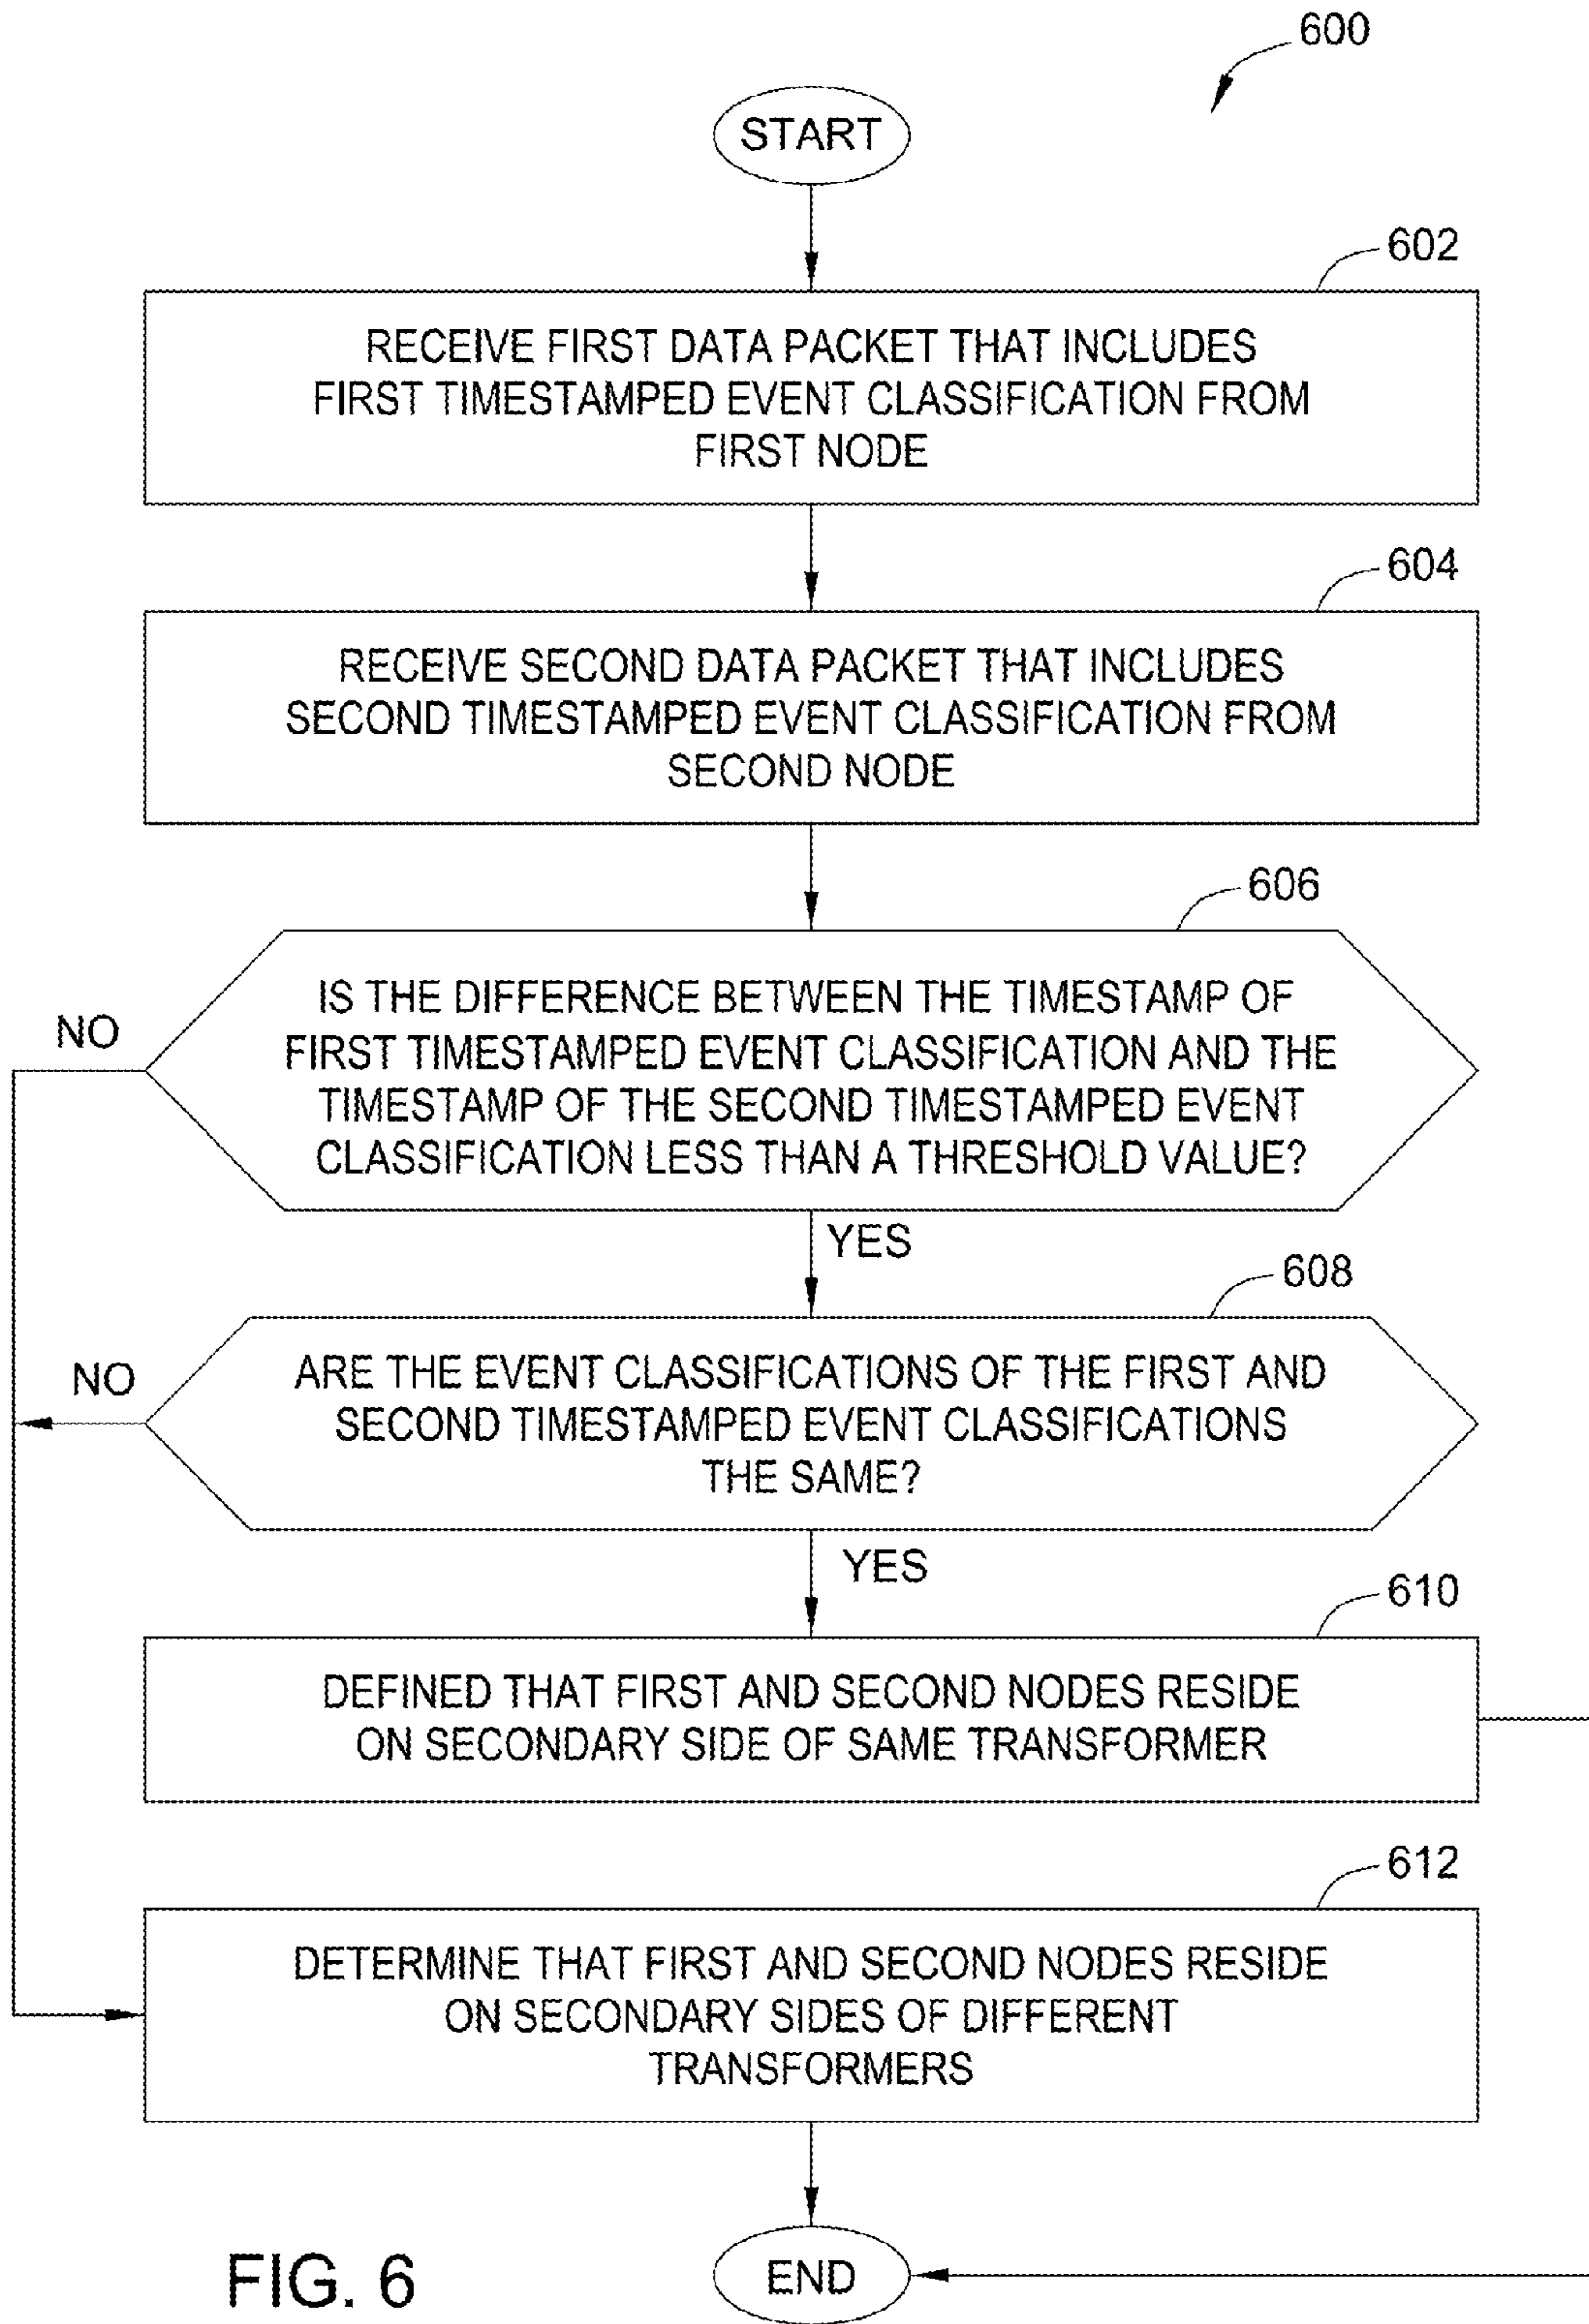 600
START
602
RECEIVE FIRST DATA PACKET THAT INCLUDES
FIRST TIMESTAMPED EVENT CLASSIFICATION FROM
FIRST NODE
604
RECEIVE SECOND DATA PACKET THAT INCLUDES
SECOND TIMESTAMPED EVENT CLASSIFICATION FROM
SECOND NODE
606
IS THE DIFFERENCE BETWEEN THE TIMESTAMP OF
FIRST TIMESTAMPED EVENT CLASSIFICATION AND THE
TIMESTAMP OF THE SECOND TIMESTAMPED EVENT
CLASSIFICATION LESS THAN A THRESHOLD VALUE?
NO
YES
608
ARE THE EVENT CLASSIFICATIONS OF THE FIRST AND
SECOND TIMESTAMPED EVENT CLASSIFICATIONS
THE SAME?
NO
YES
610
DEFINED THAT FIRST AND SECOND NODES RESIDE
ON SECONDARY SIDE OF SAME TRANSFORMER
612
DETERMINE THAT FIRST AND SECOND NODES RESIDE
ON SECONDARY SIDES OF DIFFERENT
TRANSFORMERS
END
FIG. 6